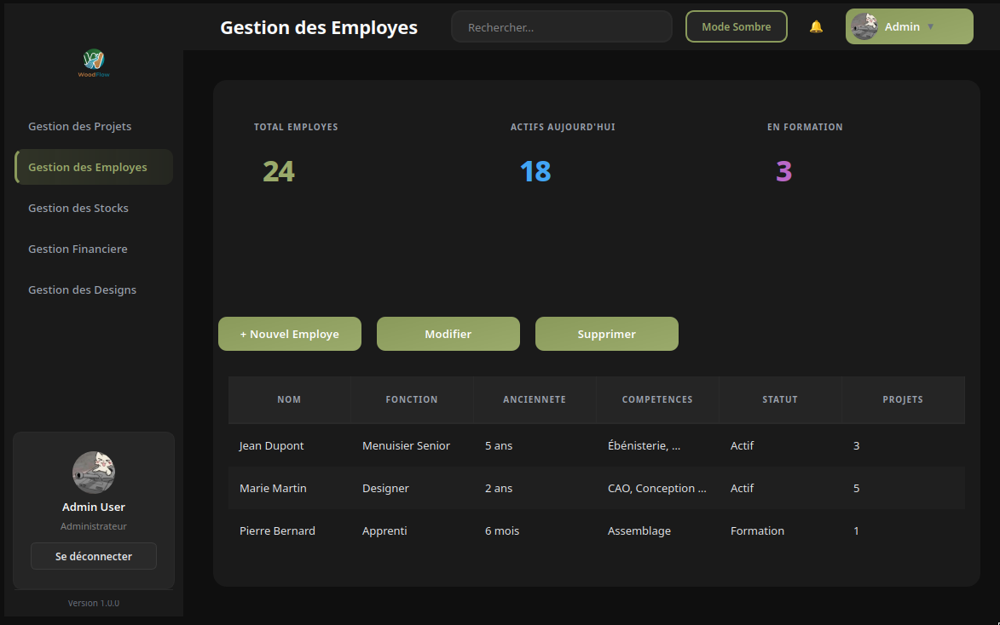 Gestion des Employes
Rechercher...
Mode Sombre
Admin ▼
WoodFlow
Gestion des Projets
Gestion des Employes
Gestion des Stocks
Gestion Financiere
Gestion des Designs
Admin User
Administrateur
Se déconnecter
Version 1.0.0
TOTAL EMPLOYES ACTIFS AUJOURD'HUI EN FORMATION
24 18 3
+ Nouvel Employe Modifier Supprimer
NOM FONCTION ANCIENNETE COMPETENCES STATUT PROJETS
Jean Dupont Menuisier Senior 5 ans Ébénisterie, ... Actif 3
Marie Martin Designer 2 ans CAO, Conception ... Actif 5
Pierre Bernard Apprenti 6 mois Assemblage Formation 1